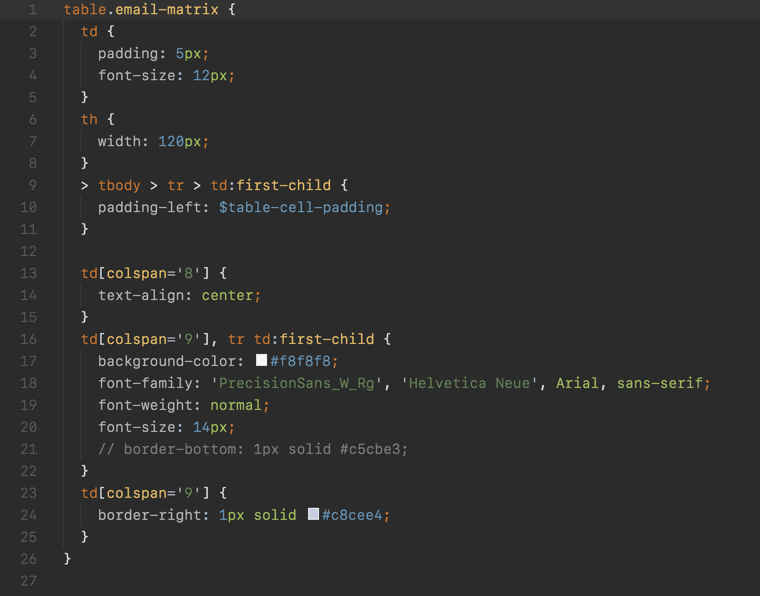 1 table.email-matrix {
2 td {
3 padding: 5px;
4 font-size: 12px;
5 }
6 th {
7 width: 120px;
8 }
9 > tbody > tr > td:first-child {
10 padding-left: $table-cell-padding;
11 }
12
13 td[colspan='8'] {
14 text-align: center;
15 }
16 td[colspan='9'], tr td:first-child {
17 background-color: #f8f8f8;
18 font-family: 'PrecisionSans_W_Rg', 'Helvetica Neue', Arial, sans-serif;
19 font-weight: normal;
20 font-size: 14px;
21 // border-bottom: 1px solid #c5cbe3;
22 }
23 td[colspan='9'] {
24 border-right: 1px solid #c8cee4;
25 }
26 }
27